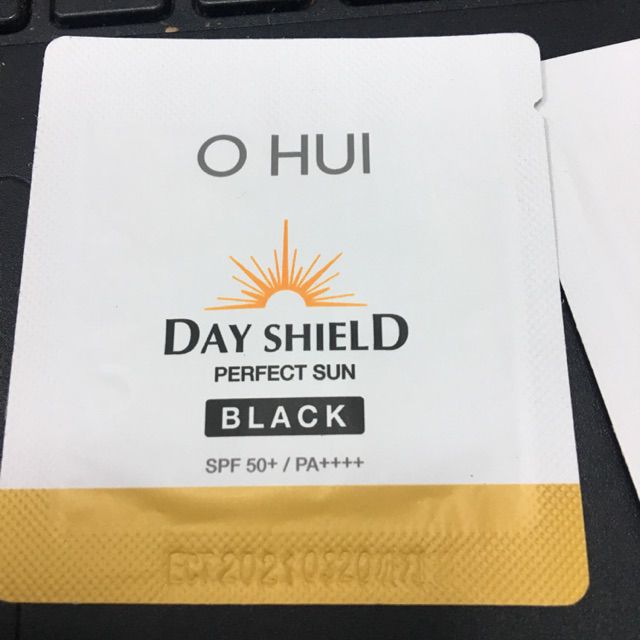 O HUI
DAY SHIELD
PERFECT SUN
BLACK
SPF 50+ / PA++++